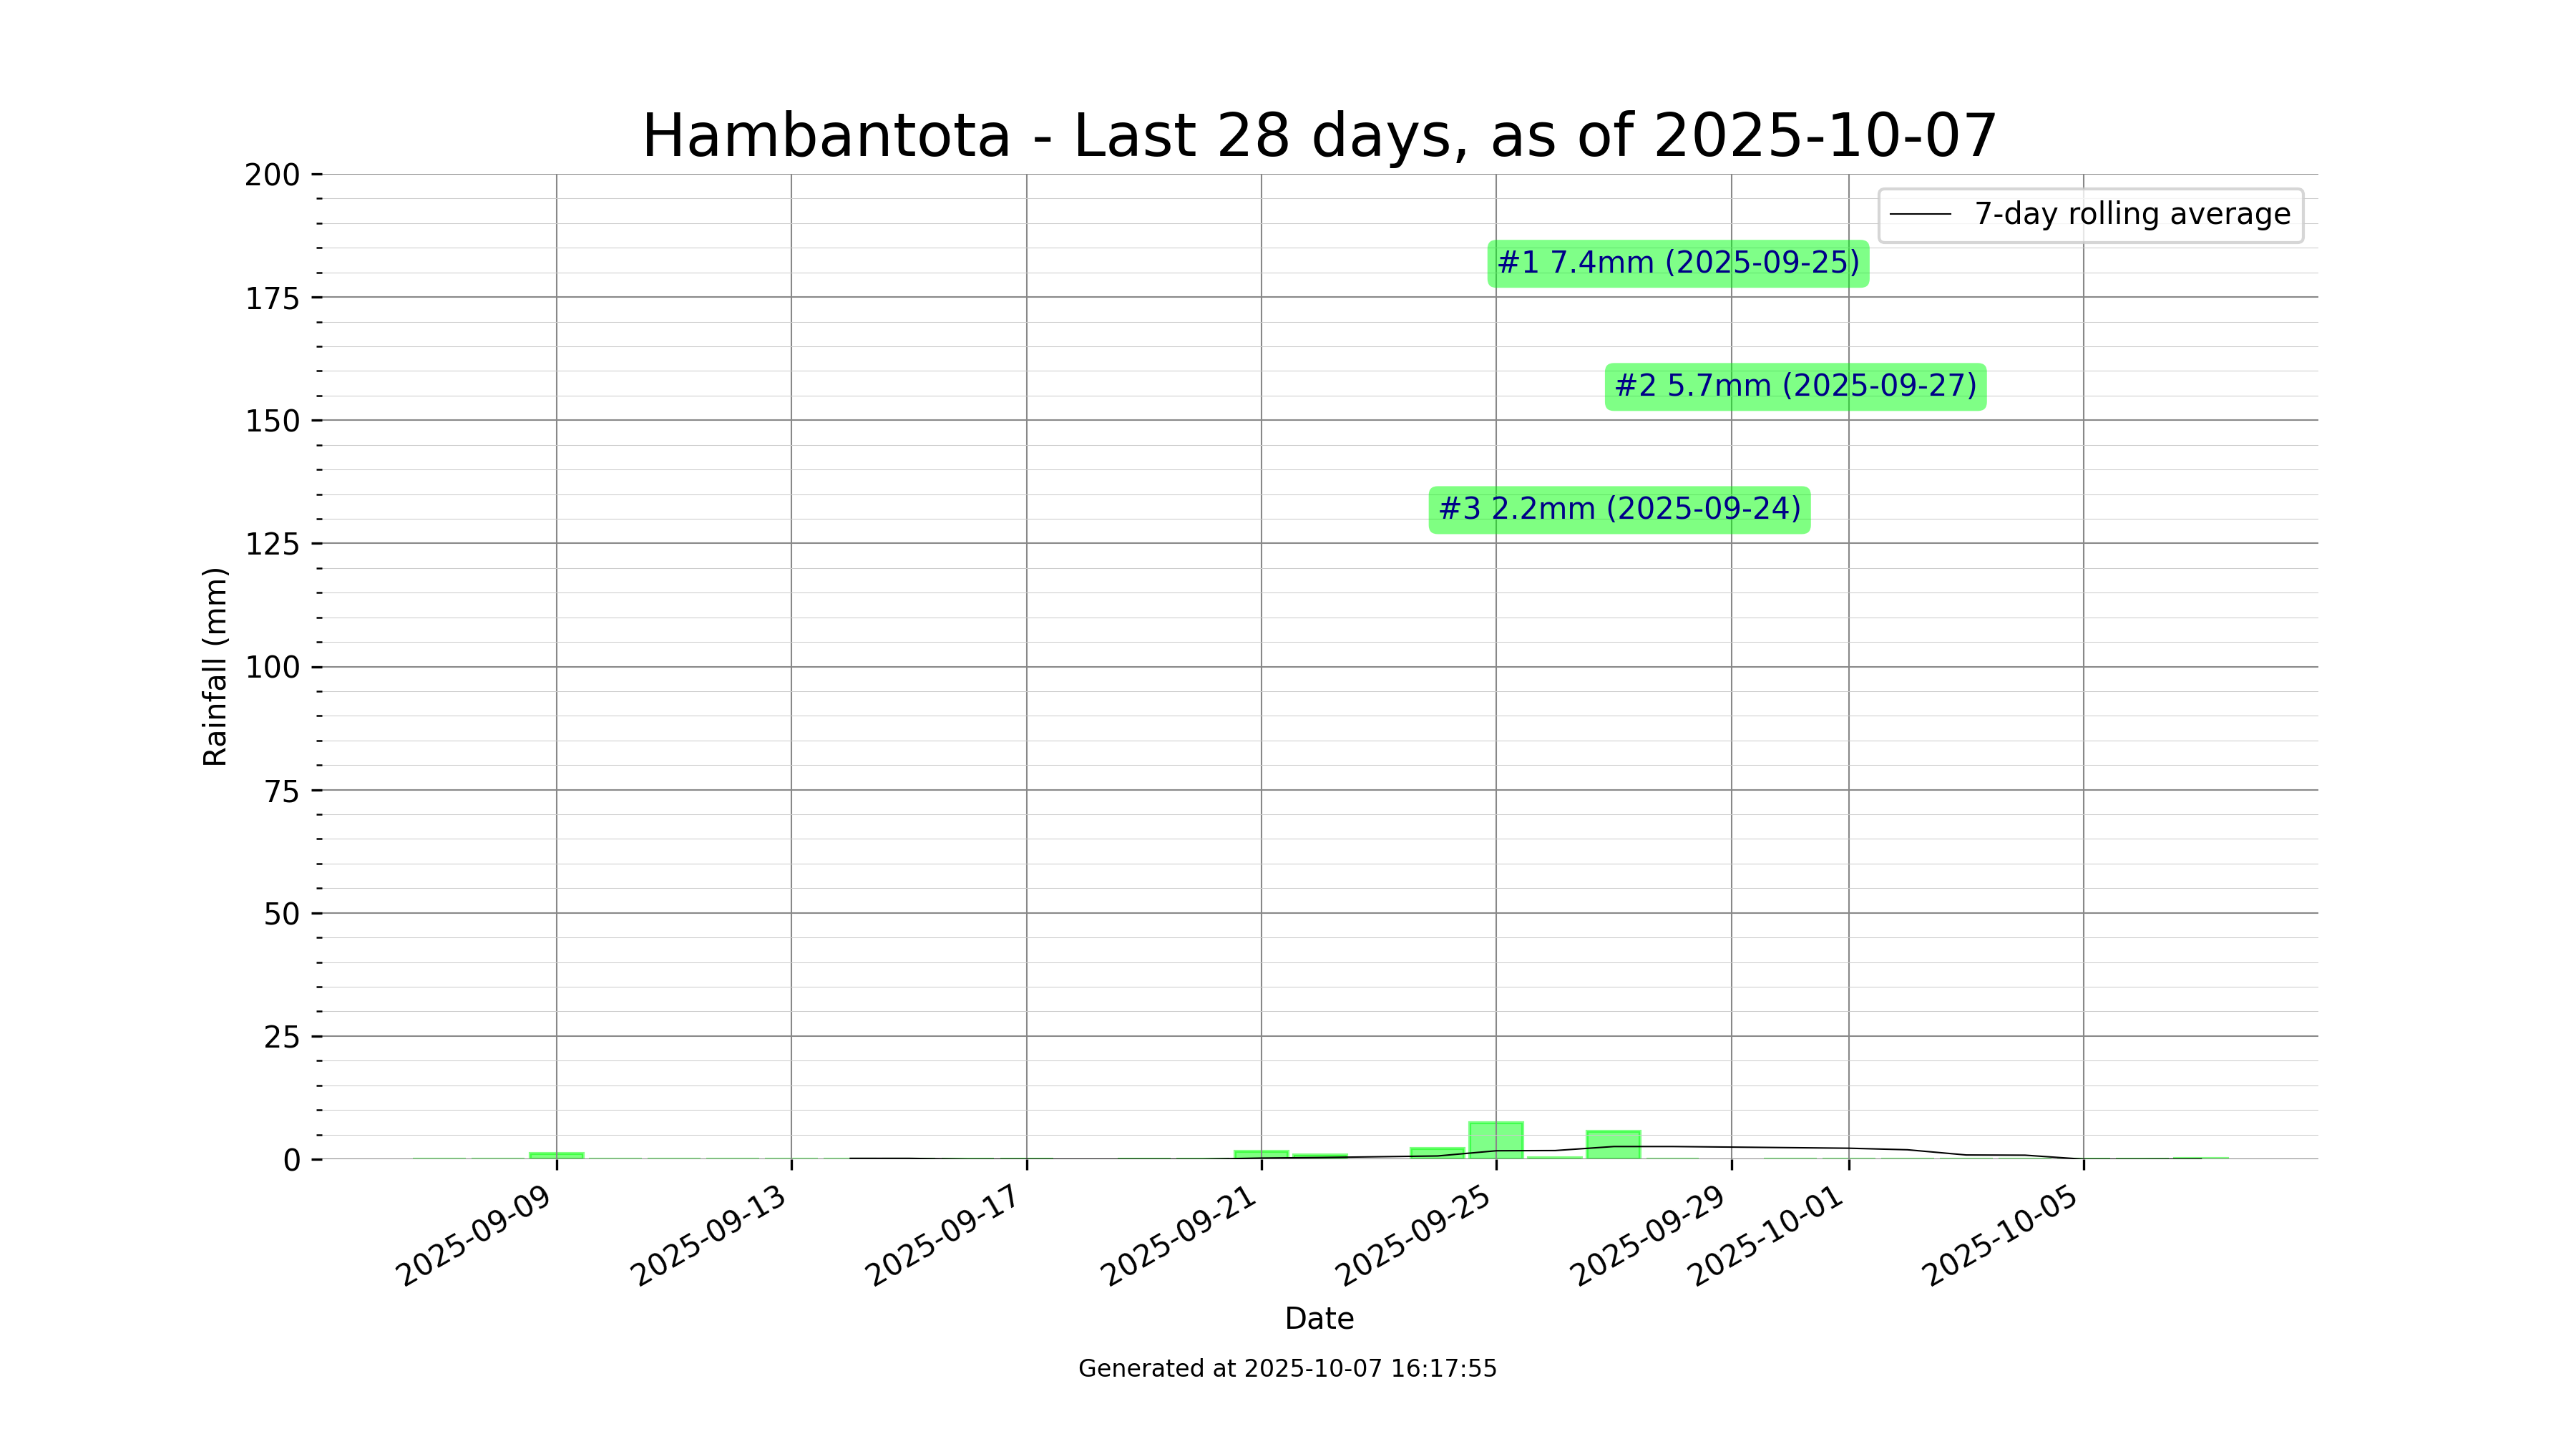 Hambantota - Last 28 days, as of 2025-10-07
200
175
150
125
100
75
50
25
0
Rainfall (mm)
7-day rolling average
#1 7.4mm (2025-09-25)
#2 5.7mm (2025-09-27)
#3 2.2mm (2025-09-24)
2025-09-09
2025-09-13
2025-09-17
2025-09-21
2025-09-25
2025-09-29
2025-10-01
2025-10-05
Date
Generated at 2025-10-07 16:17:55